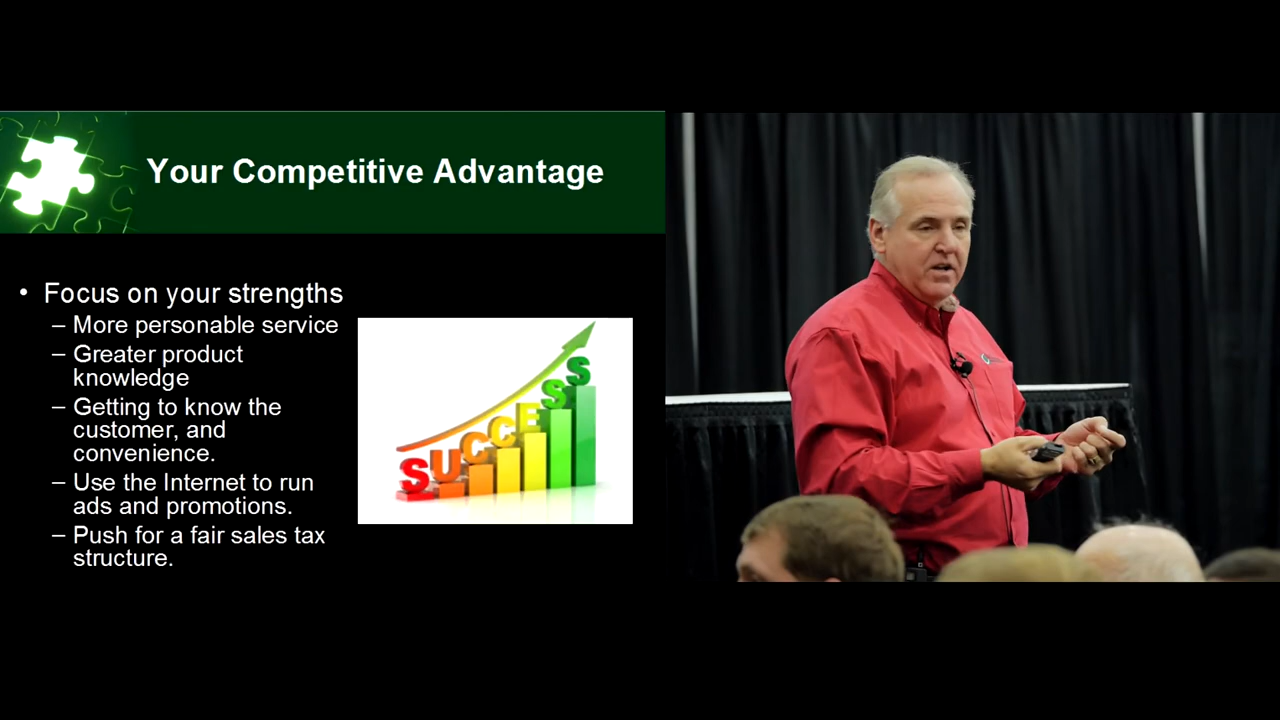 Your Competitive Advantage
• Focus on your strengths
– More personable service
– Greater product
knowledge
– Getting to know the
customer, and
convenience.
– Use the Internet to run
ads and promotions.
– Push for a fair sales tax
structure.
SUCCESS